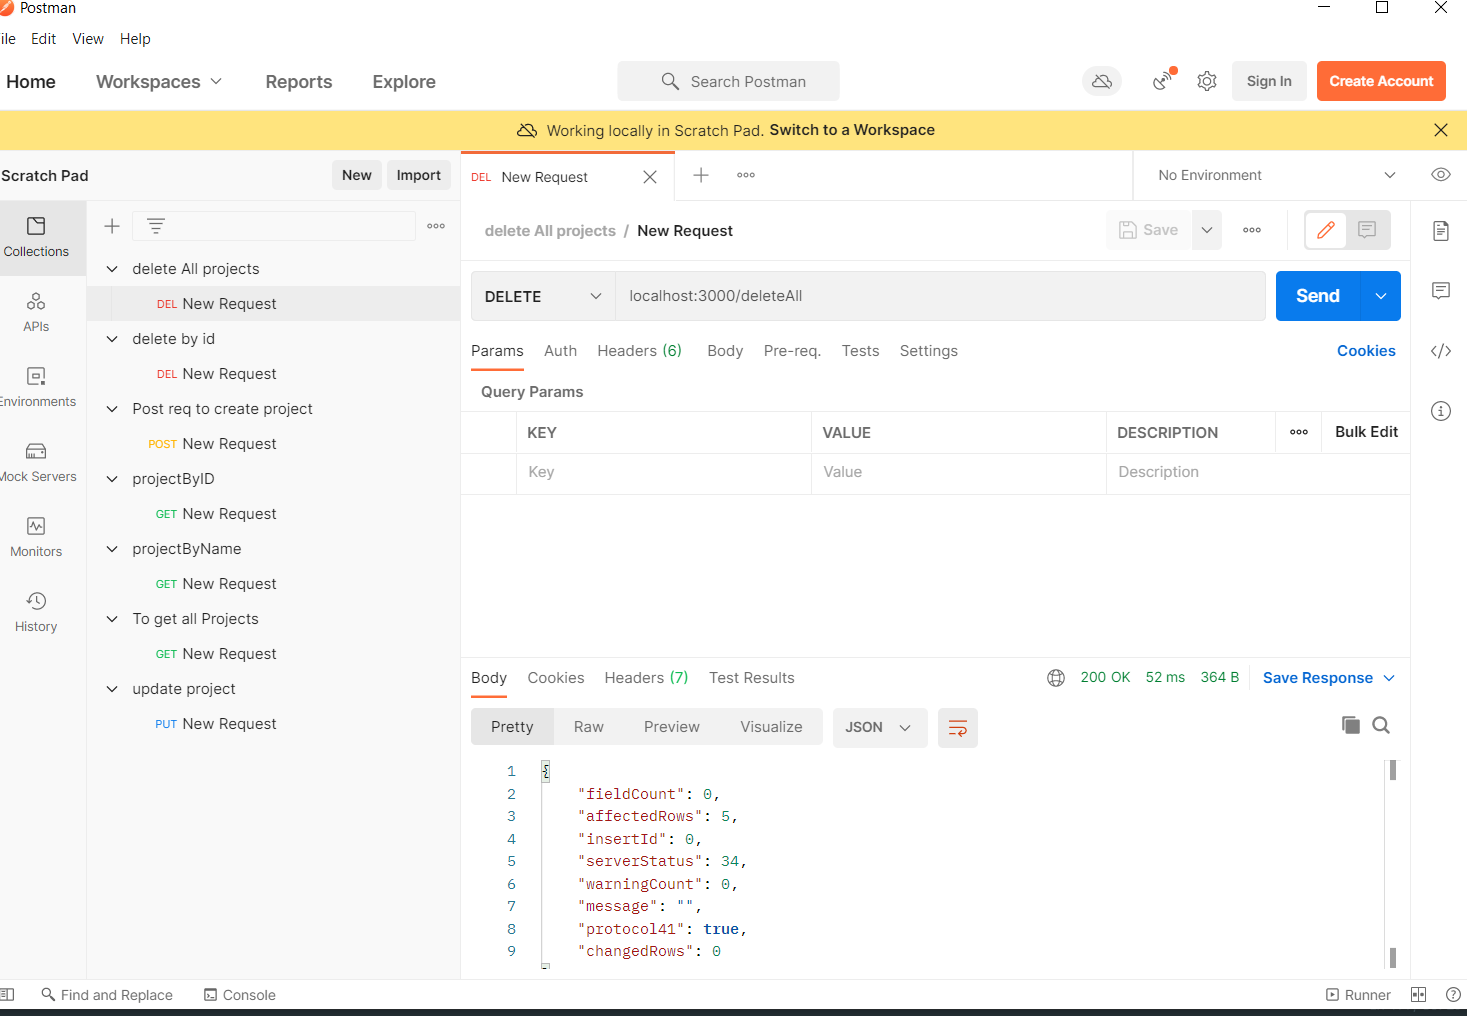 Postman
ile Edit View Help
Home Workspaces Reports Explore Search Postman Sign In Create Account
Working locally in Scratch Pad. Switch to a Workspace
Scratch Pad New Import
DEL New Request No Environment
Collections
APIs
Environments
Mock Servers
Monitors
History
delete All projects
DEL New Request
delete by id
DEL New Request
Post req to create project
POST New Request
projectByID
GET New Request
projectByName
GET New Request
To get all Projects
GET New Request
update project
PUT New Request
delete All projects / New Request Save
DELETE localhost:3000/deleteAll Send
Params Auth Headers (6) Body Pre-req. Tests Settings Cookies
Query Params
KEY VALUE DESCRIPTION Bulk Edit
Key Value Description
Body Cookies Headers (7) Test Results 200 OK 52 ms 364 B Save Response
Pretty Raw Preview Visualize JSON
1 {
2 "fieldCount": 0,
3 "affectedRows": 5,
4 "insertId": 0,
5 "serverStatus": 34,
6 "warningCount": 0,
7 "message": "",
8 "protocol41": true,
9 "changedRows": 0
Find and Replace Console Runner